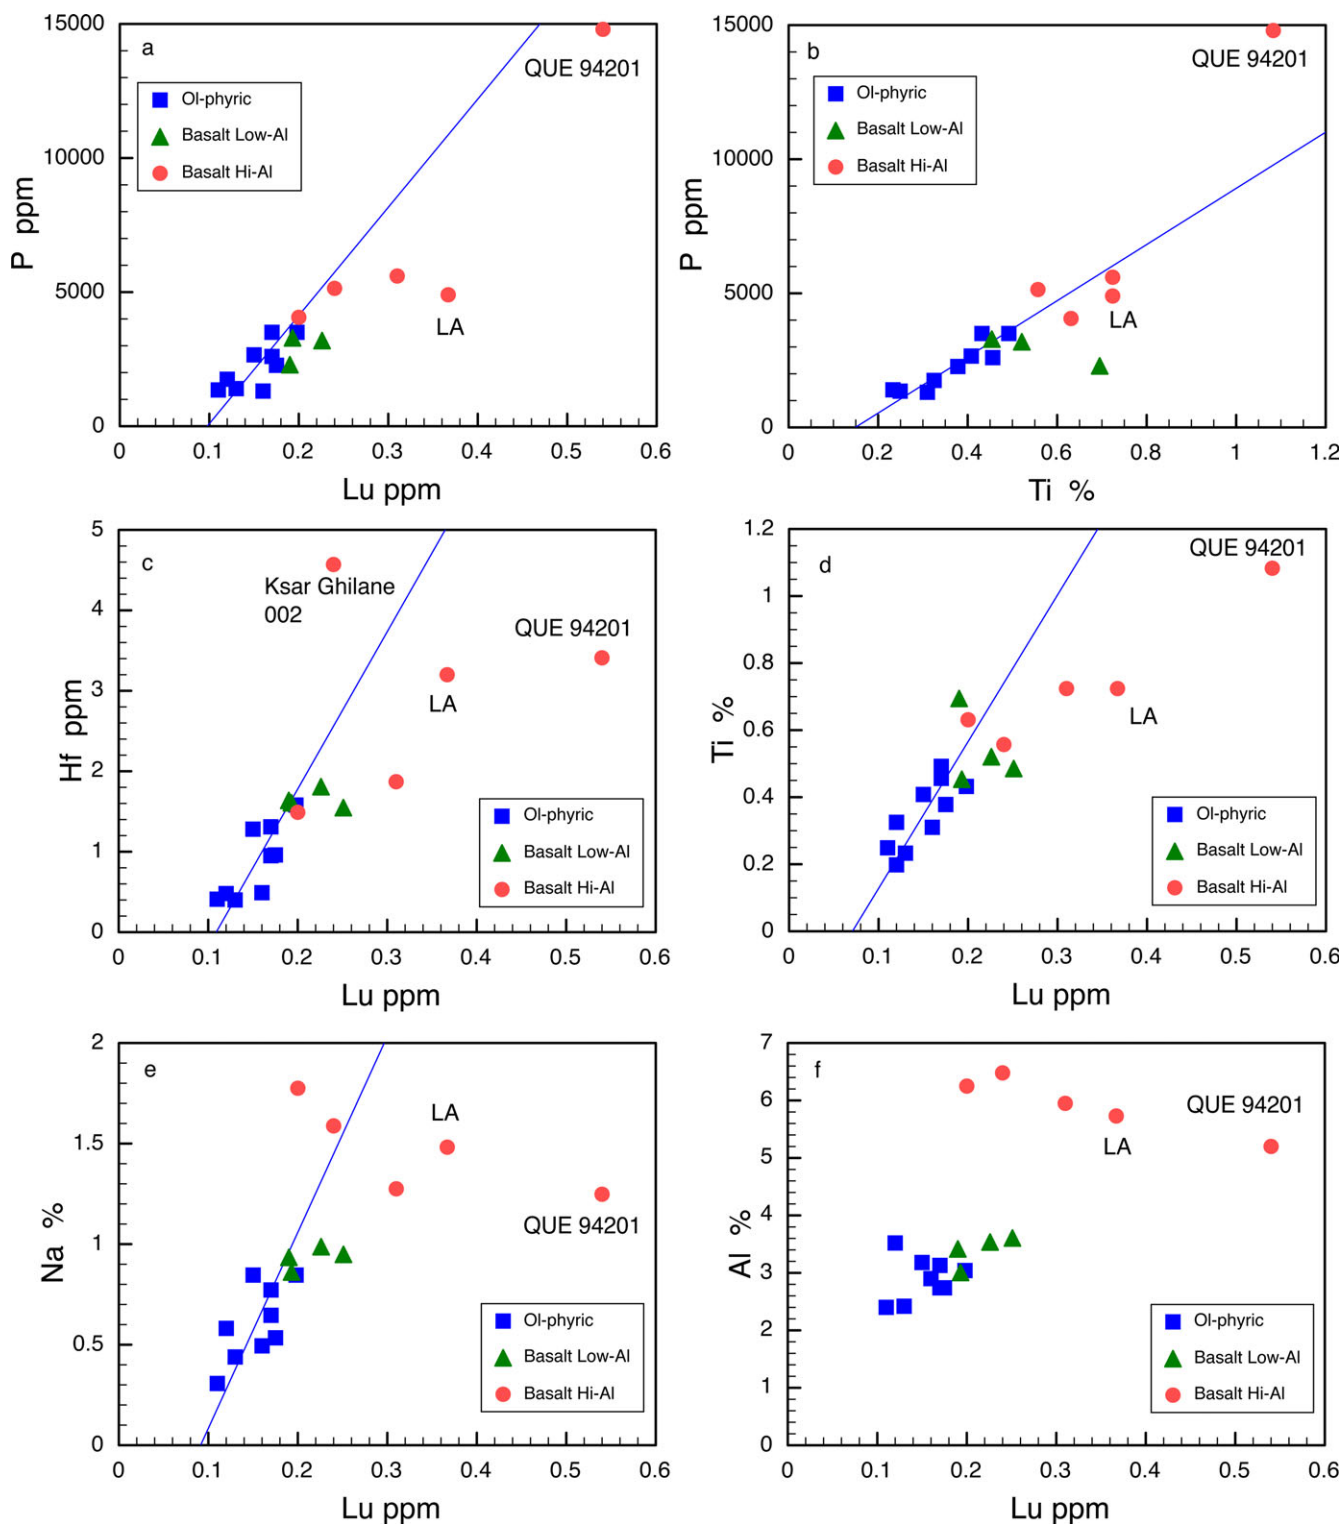 a
QUE 94201
Ol-phyric
Basalt Low-Al
Basalt Hi-Al
LA
15000
10000
5000
0
P ppm
0 0.1 0.2 0.3 0.4 0.5 0.6
Lu ppm
b
QUE 94201
Ol-phyric
Basalt Low-Al
Basalt Hi-Al
LA
15000
10000
5000
0
P ppm
0 0.2 0.4 0.6 0.8 1 1.2
Ti %
c
Ksar Ghilane
002
QUE 94201
LA
Ol-phyric
Basalt Low-Al
Basalt Hi-Al
5
4
3
2
1
0
Hf ppm
0 0.1 0.2 0.3 0.4 0.5 0.6
Lu ppm
d
QUE 94201
LA
Ol-phyric
Basalt Low-Al
Basalt Hi-Al
1.2
1
0.8
0.6
0.4
0.2
0
Ti %
0 0.1 0.2 0.3 0.4 0.5 0.6
Lu ppm
e
LA
QUE 94201
Ol-phyric
Basalt Low-Al
Basalt Hi-Al
2
1.5
1
0.5
0
Na %
0 0.1 0.2 0.3 0.4 0.5 0.6
Lu ppm
f
QUE 94201
LA
Ol-phyric
Basalt Low-Al
Basalt Hi-Al
7
6
5
4
3
2
1
0
Al %
0 0.1 0.2 0.3 0.4 0.5 0.6
Lu ppm